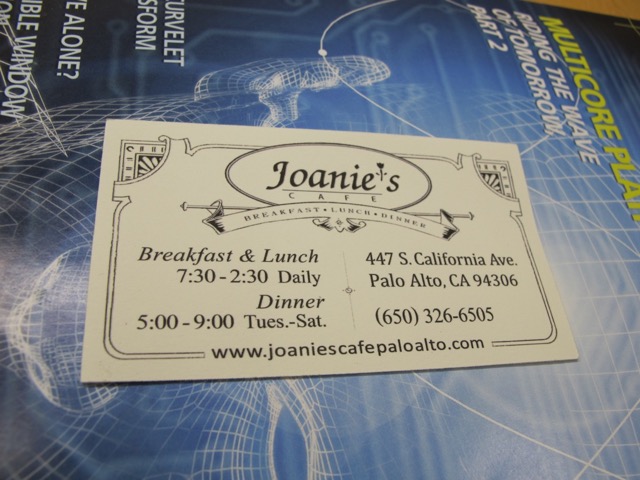 Joanie's
CAFE
BREAKFAST • LUNCH • DINNER
Breakfast & Lunch
7:30 - 2:30 Daily
Dinner
5:00 - 9:00 Tues.-Sat.
447 S. California Ave.
Palo Alto, CA 94306
(650) 326-6505
www.joaniescafepaloalto.com
MULTICORE PLAT
RIDING THE WAVE
OF TOMORROW,
PART 2
CURVELET
SFORM
E ALONE?
IBLE WINDOW